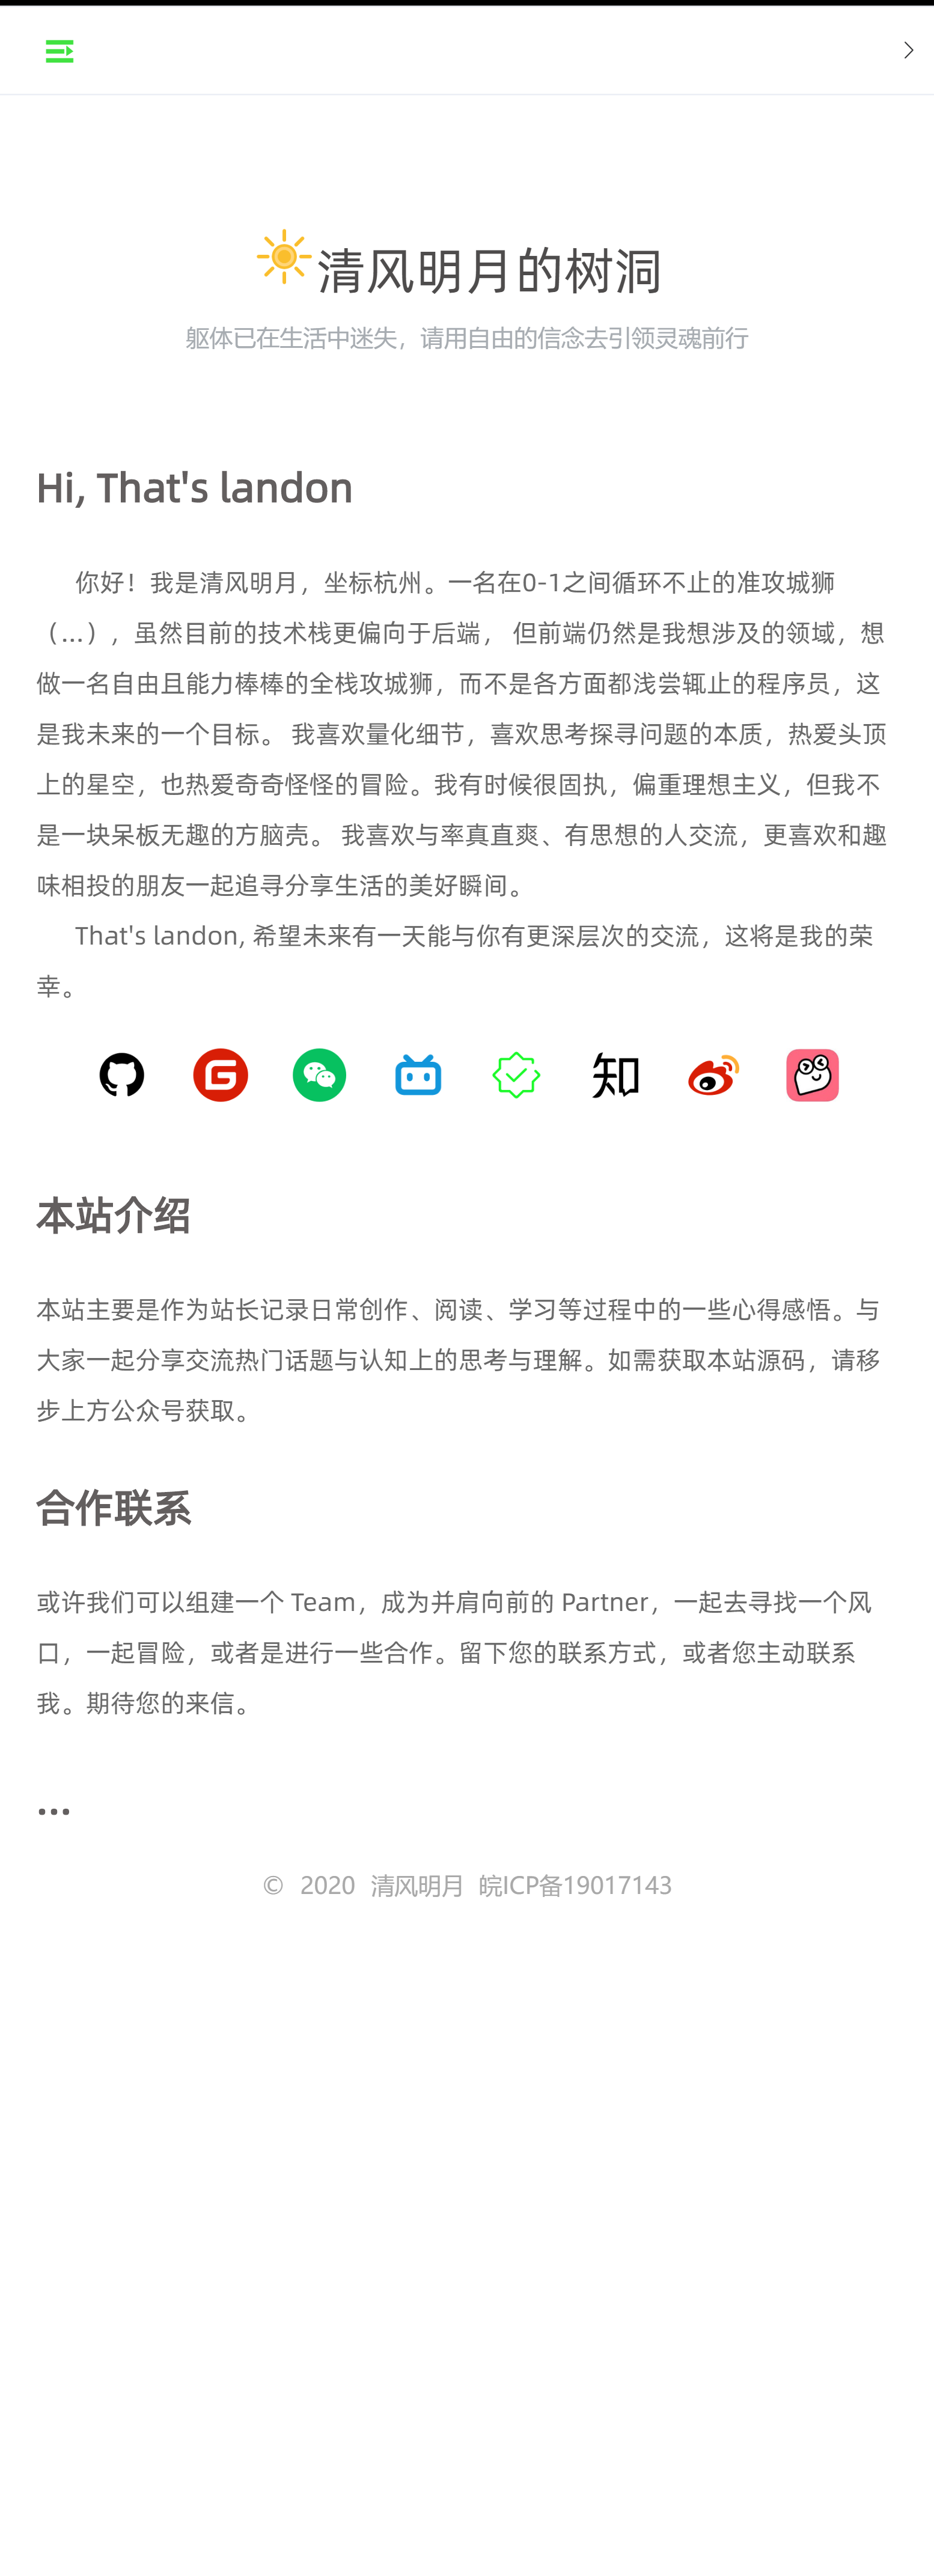 清风明月的树洞
躯体已在生活中迷失，请用自由的信念去引领灵魂前行
Hi, That's landon
你好！我是清风明月，坐标杭州。一名在0-1之间循环不止的准攻城狮
（...），虽然目前的技术栈更偏向于后端， 但前端仍然是我想涉及的领域，想
做一名自由且能力棒棒的全栈攻城狮，而不是各方面都浅尝辄止的程序员，这
是我未来的一个目标。 我喜欢量化细节，喜欢思考探寻问题的本质，热爱头顶
上的星空，也热爱奇奇怪怪的冒险。我有时候很固执，偏重理想主义，但我不
是一块呆板无趣的方脑壳。 我喜欢与率真直爽、有思想的人交流，更喜欢和趣
味相投的朋友一起追寻分享生活的美好瞬间。
That's landon, 希望未来有一天能与你有更深层次的交流，这将是我的荣
幸。
知
本站介绍
本站主要是作为站长记录日常创作、阅读、学习等过程中的一些心得感悟。与
大家一起分享交流热门话题与认知上的思考与理解。如需获取本站源码，请移
步上方公众号获取。
合作联系
或许我们可以组建一个 Team，成为并肩向前的 Partner，一起去寻找一个风
口，一起冒险，或者是进行一些合作。留下您的联系方式，或者您主动联系
我。期待您的来信。
...
© 2020 清风明月 皖ICP备19017143